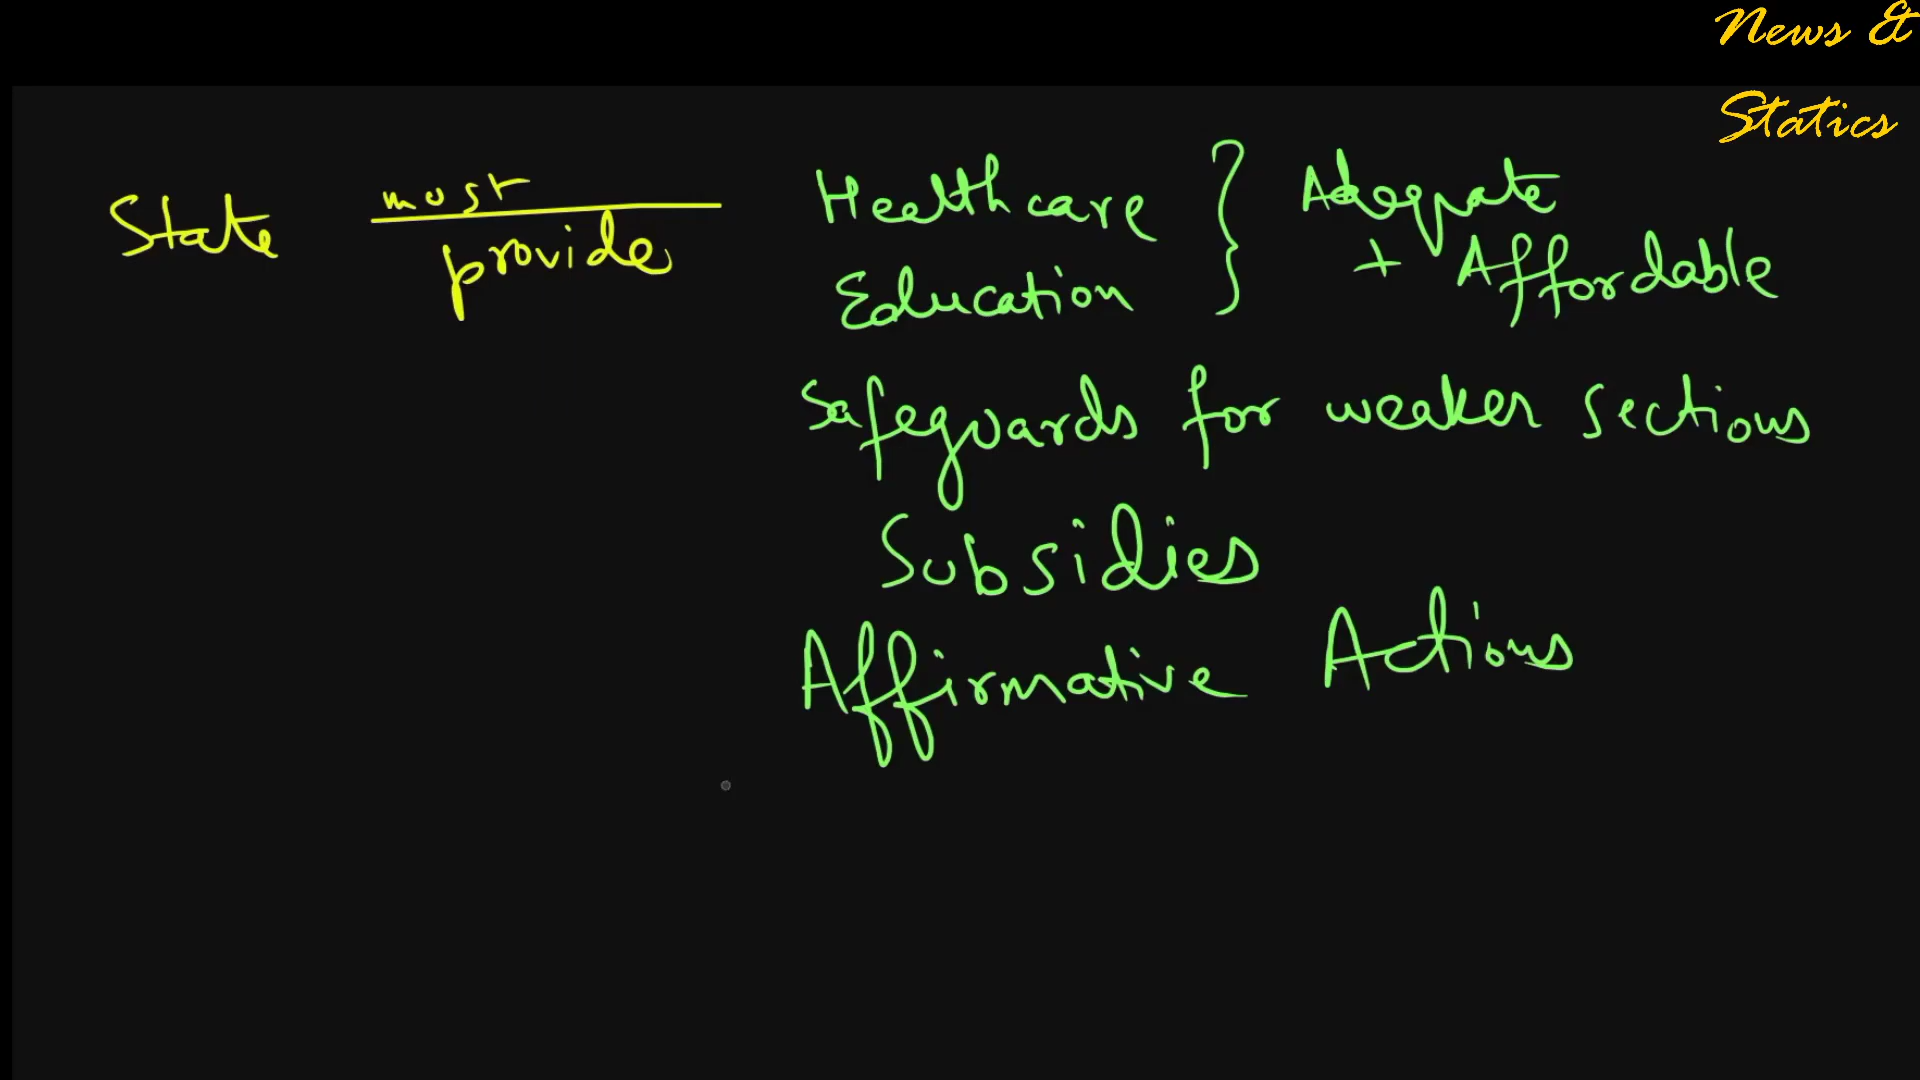 News &
Statics
State must provide
Healthcare
Education
} Adequate
+ Affordable
Safeguards for weaker sections
Subsidies
Affirmative Actions